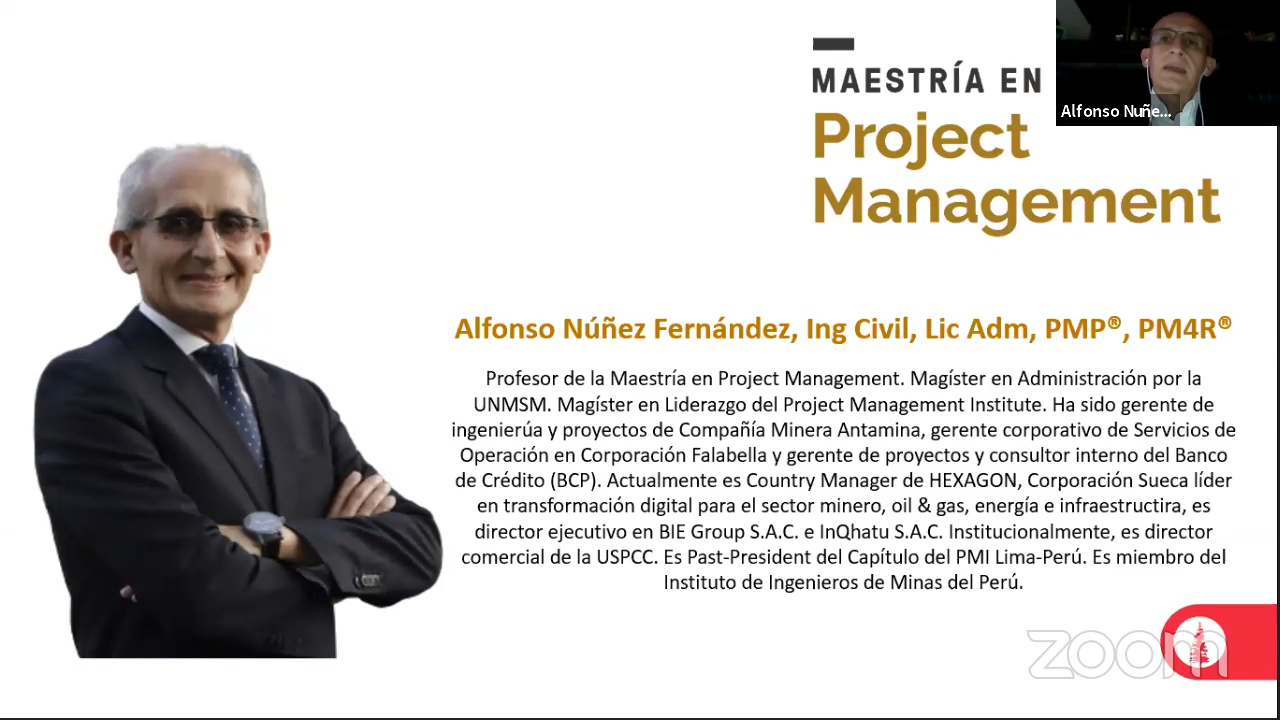 MAESTRÍA EN
Project
Management
Alfonso Nuñe...
Alfonso Núñez Fernández, Ing Civil, Lic Adm, PMP®, PM4R®
Profesor de la Maestría en Project Management. Magíster en Administración por la
UNMSM. Magíster en Liderazgo del Project Management Institute. Ha sido gerente de
ingenierúa y proyectos de Compañía Minera Antamina, gerente corporativo de Servicios de
Operación en Corporación Falabella y gerente de proyectos y consultor interno del Banco
de Crédito (BCP). Actualmente es Country Manager de HEXAGON, Corporación Sueca líder
en transformación digital para el sector minero, oil & gas, energía e infraestructira, es
director ejecutivo en BIE Group S.A.C. e InQhatu S.A.C. Institucionalmente, es director
comercial de la USPCC. Es Past-President del Capítulo del PMI Lima-Perú. Es miembro del
Instituto de Ingenieros de Minas del Perú.
zoom